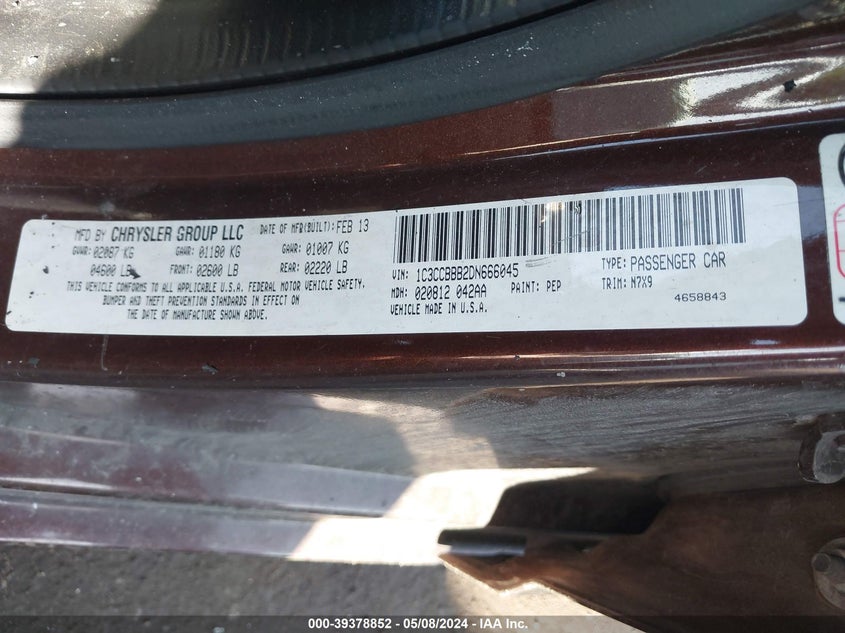 MFD BY CHRYSLER GROUP LLC DATE OF MFR(BUILT): FEB 13
GVWR: 02087 KG GAWR: 01180 KG GAWR: 01007 KG
04600 LB FRONT: 02600 LB REAR: 02220 LB
THIS VEHICLE CONFORMS TO ALL APPLICABLE U.S.A. FEDERAL MOTOR VEHICLE SAFETY,
BUMPER AND THEFT PREVENTION STANDARDS IN EFFECT ON
THE DATE OF MANUFACTURE SHOWN ABOVE.
VIN: 1C3CCBBB2DN666045 TYPE: PASSENGER CAR
MDH: 020812 042AA PAINT: PEP TRIM: N7X9
VEHICLE MADE IN U.S.A. 4658843
000-39378852 - 05/08/2024 - IAA Inc.